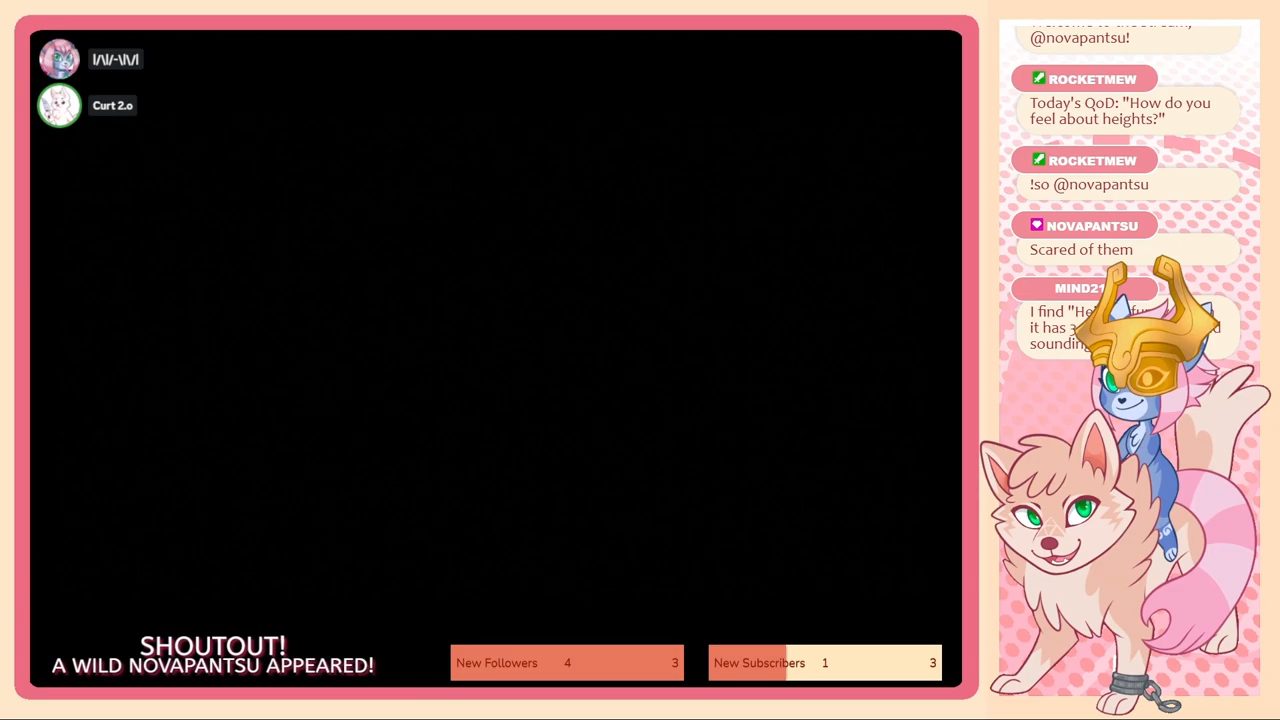 |/\|/-\|\/|
Curt 2.o
SHOUTOUT!
A WILD NOVAPANTSU APPEARED!
New Followers 4 3
New Subscribers 1 3
@novapantsu!
ROCKETMEW
Today's QoD: "How do you
feel about heights?"
ROCKETMEW
!so @novapantsu
NOVAPANTSU
Scared of them
MIND21
I find
it has
sounding